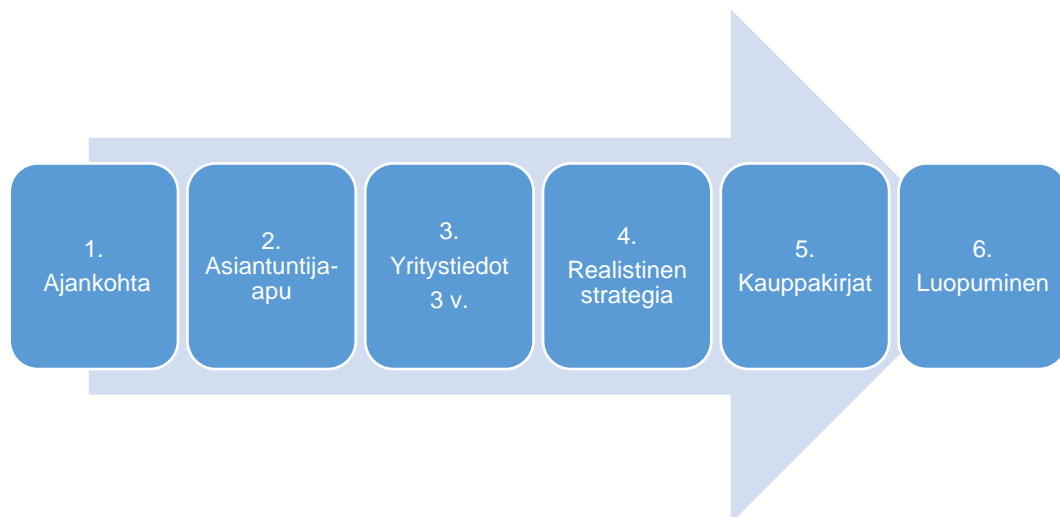 1.
Ajankohta
2.
Asiantuntija-
apu
3.
Yritystiedot
3 v.
4.
Realistinen
strategia
5.
Kauppakirjat
6.
Luopuminen